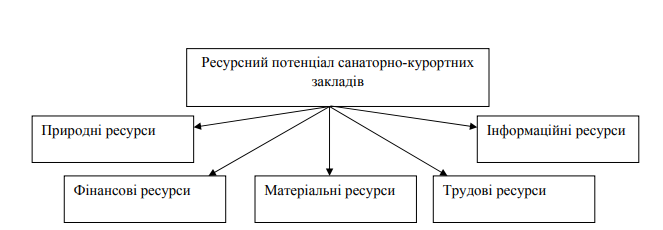 Ресурсний потенціал санаторно-курортних
закладів
Природні ресурси
Інформаційні ресурси
Фінансові ресурси
Матеріальні ресурси
Трудові ресурси